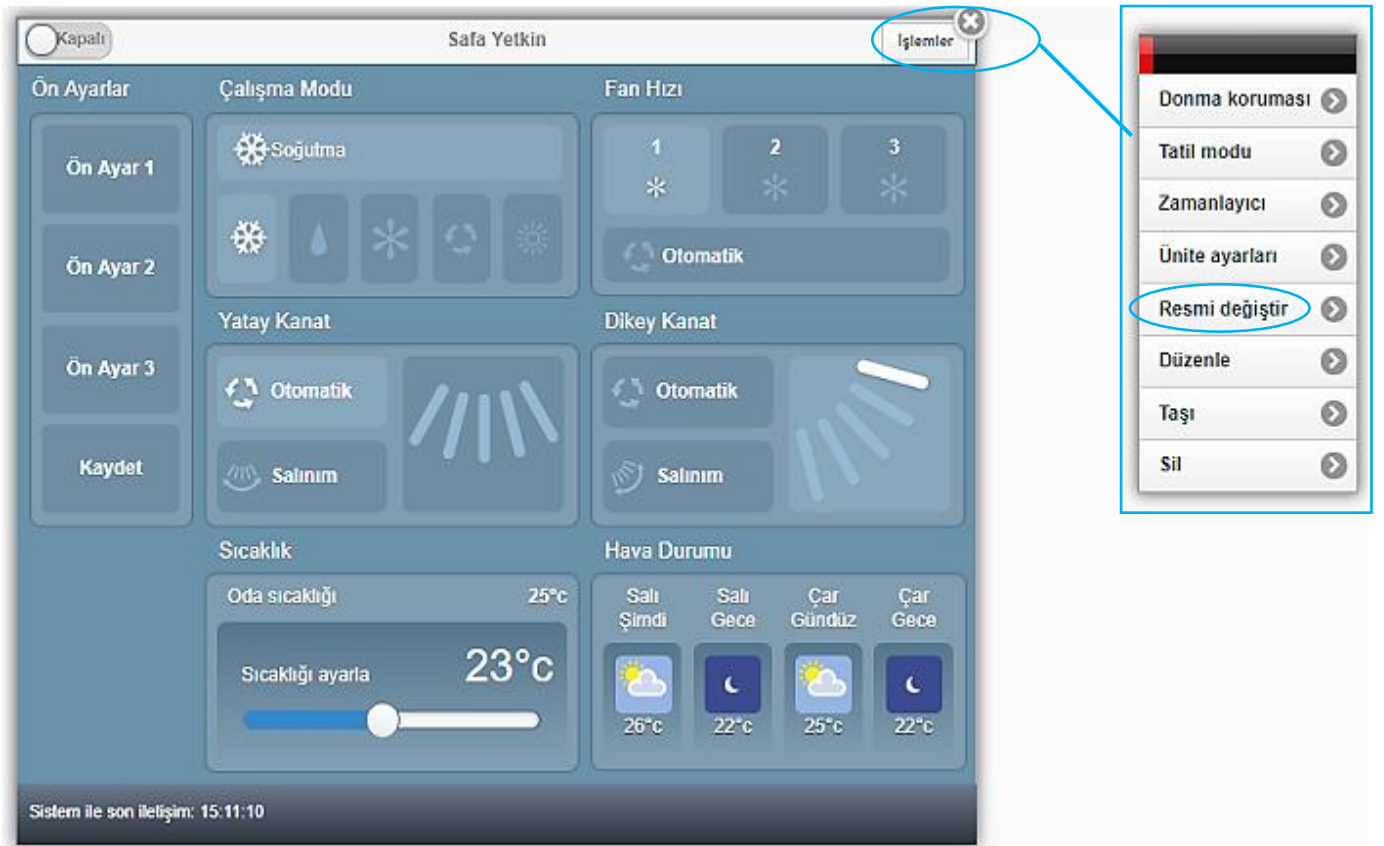 Kapalı
Safa Yetkin
İşlemler
Ön Ayarlar
Ön Ayar 1
Ön Ayar 2
Ön Ayar 3
Kaydet
Çalışma Modu
Soğutma
Fan Hızı
1 2 3
Otomatik
Yatay Kanat
Otomatik
Salınım
Dikey Kanat
Otomatik
Salınım
Sıcaklık
Oda sıcaklığı 25°c
Sıcaklığı ayarla 23°c
Hava Durumu
Salı Salı Çar Çar
Şimdi Gece Gündüz Gece
26°c 22°c 25°c 22°c
Sistem ile son iletişim: 15:11:10
Donma koruması
Tatil modu
Zamanlayıcı
Ünite ayarları
Resmi değiştir
Düzenle
Taşı
Sil